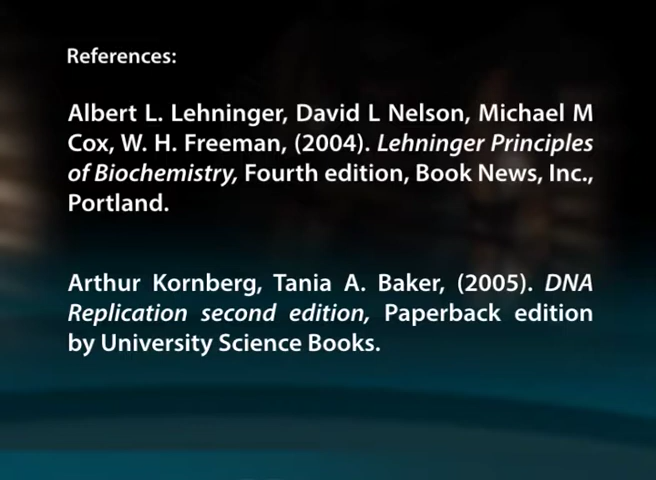 References:
Albert L. Lehninger, David L Nelson, Michael M
Cox, W. H. Freeman, (2004). Lehninger Principles
of Biochemistry, Fourth edition, Book News, Inc.,
Portland.
Arthur Kornberg, Tania A. Baker, (2005). DNA
Replication second edition, Paperback edition
by University Science Books.